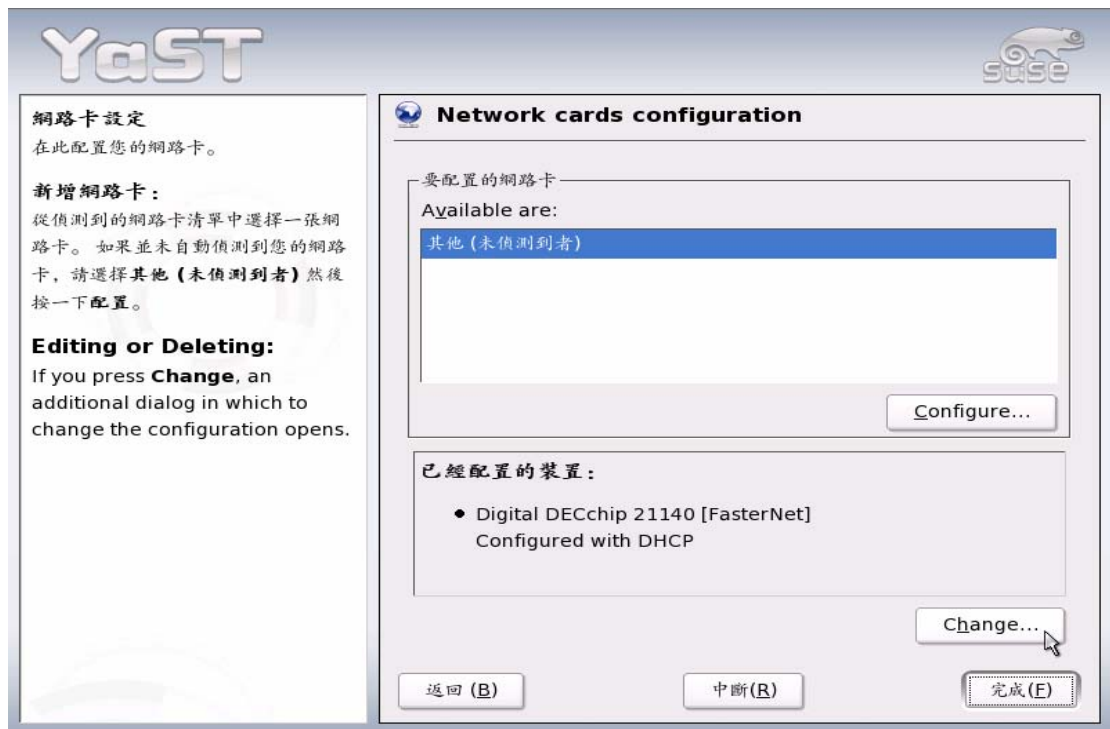 YaST
SUSE
網路卡設定
在此配置您的網路卡。
新增網路卡：
從偵測到的網路卡清單中選擇一張網
路卡。 如果並未自動偵測到您的網路
卡，請選擇其他 (未偵測到者) 然後
按一下配置。
Editing or Deleting:
If you press Change, an
additional dialog in which to
change the configuration opens.
Network cards configuration
要配置的網路卡
Available are:
其他 (未偵測到者)
Configure...
已經配置的裝置：
• Digital DECchip 21140 [FasterNet]
Configured with DHCP
Change...
返回 (B)
中斷(R)
完成(F)